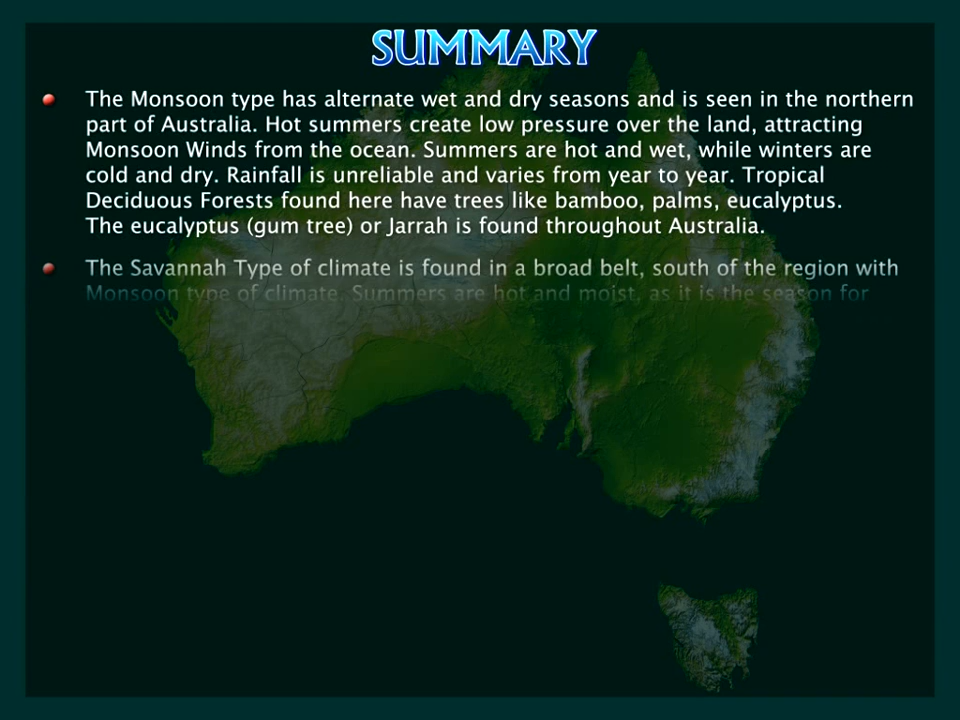 SUMMARY
The Monsoon type has alternate wet and dry seasons and is seen in the northern
part of Australia. Hot summers create low pressure over the land, attracting
Monsoon Winds from the ocean. Summers are hot and wet, while winters are
cold and dry. Rainfall is unreliable and varies from year to year. Tropical
Deciduous Forests found here have trees like bamboo, palms, eucalyptus.
The eucalyptus (gum tree) or Jarrah is found throughout Australia.
The Savannah Type of climate is found in a broad belt, south of the region with
Monsoon type of climate. Summers are hot and moist, as it is the season for